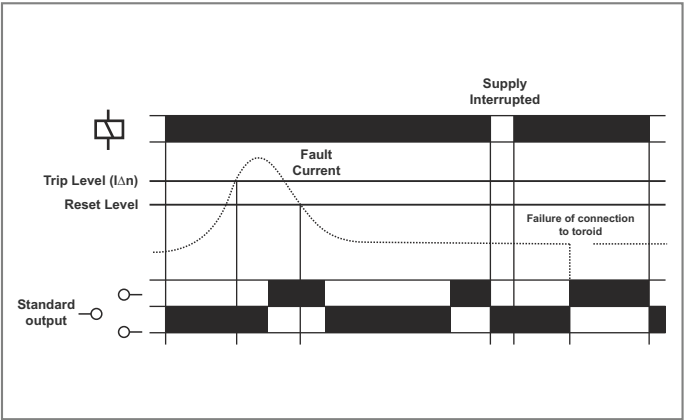 Supply
Interrupted
Fault
Current
Trip Level (IΔn)
Reset Level
Failure of connection
to toroid
Standard
output